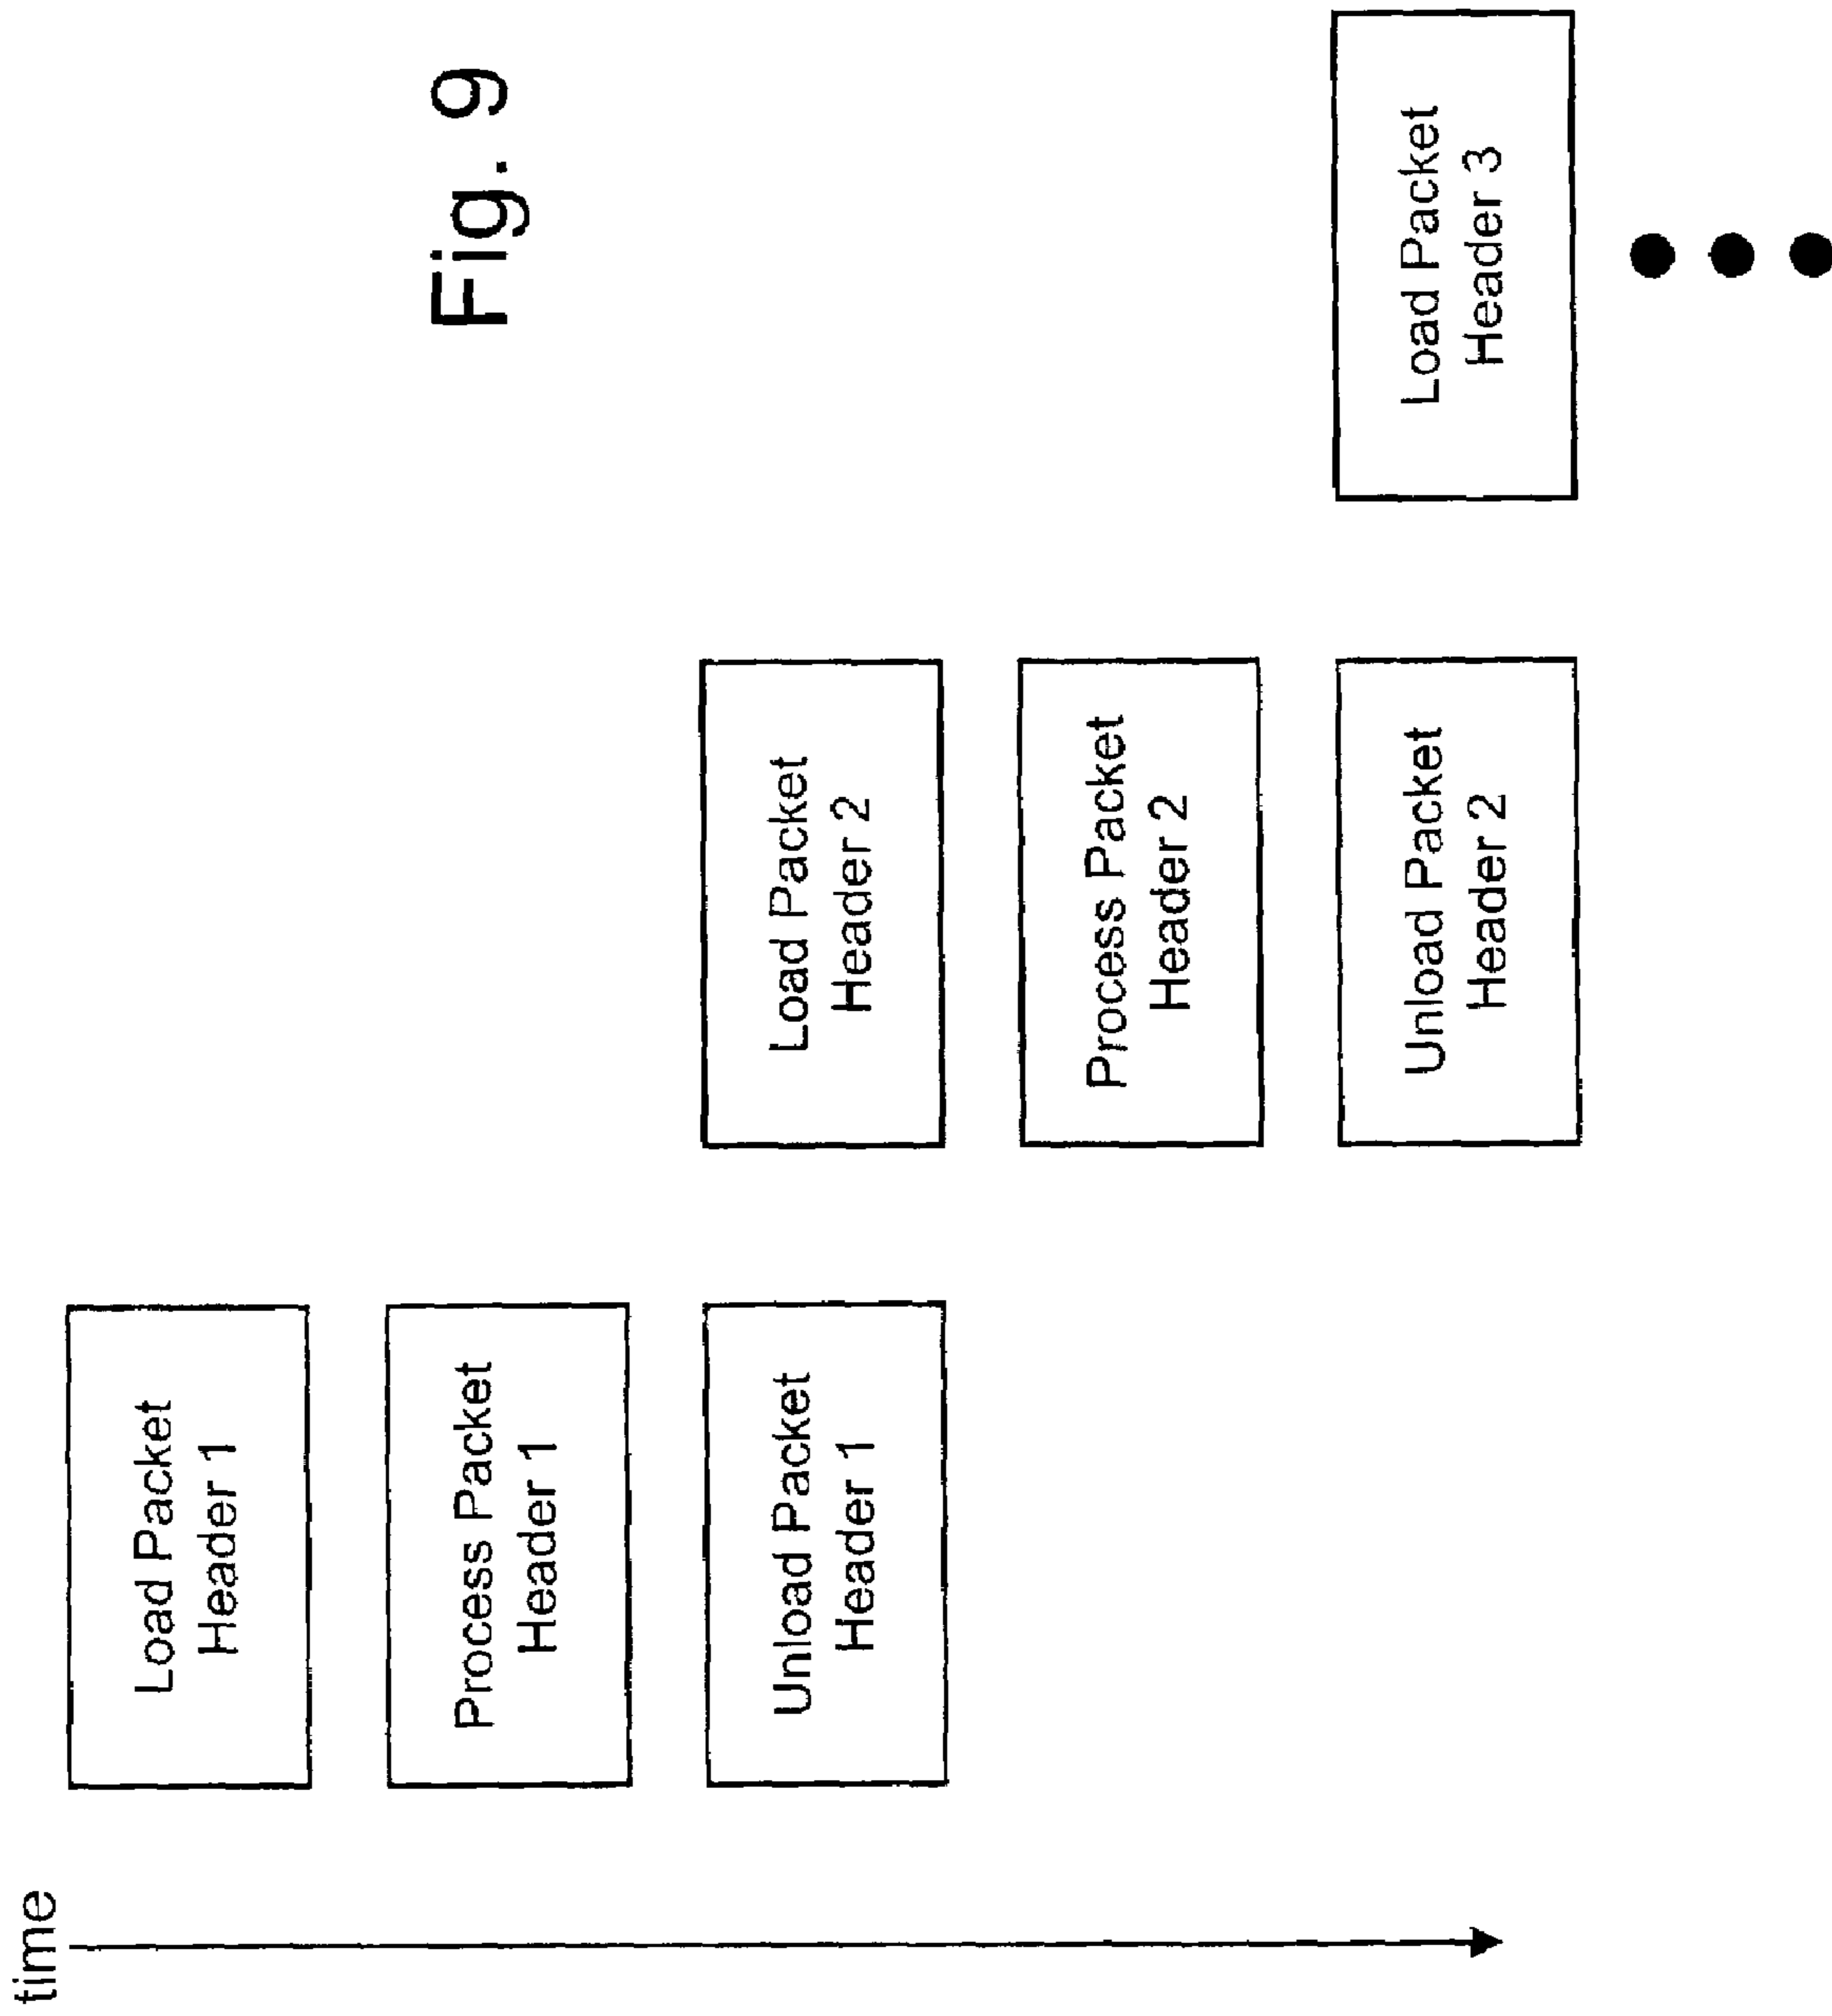 time
Load Packet
Header 1
Process Packet
Header 1
Fig. 9
Unload Packet
Header 1
Load Packet
Header 2
Process Packet
Header 2
Unload Packet
Header 2
Load Packet
Header 3